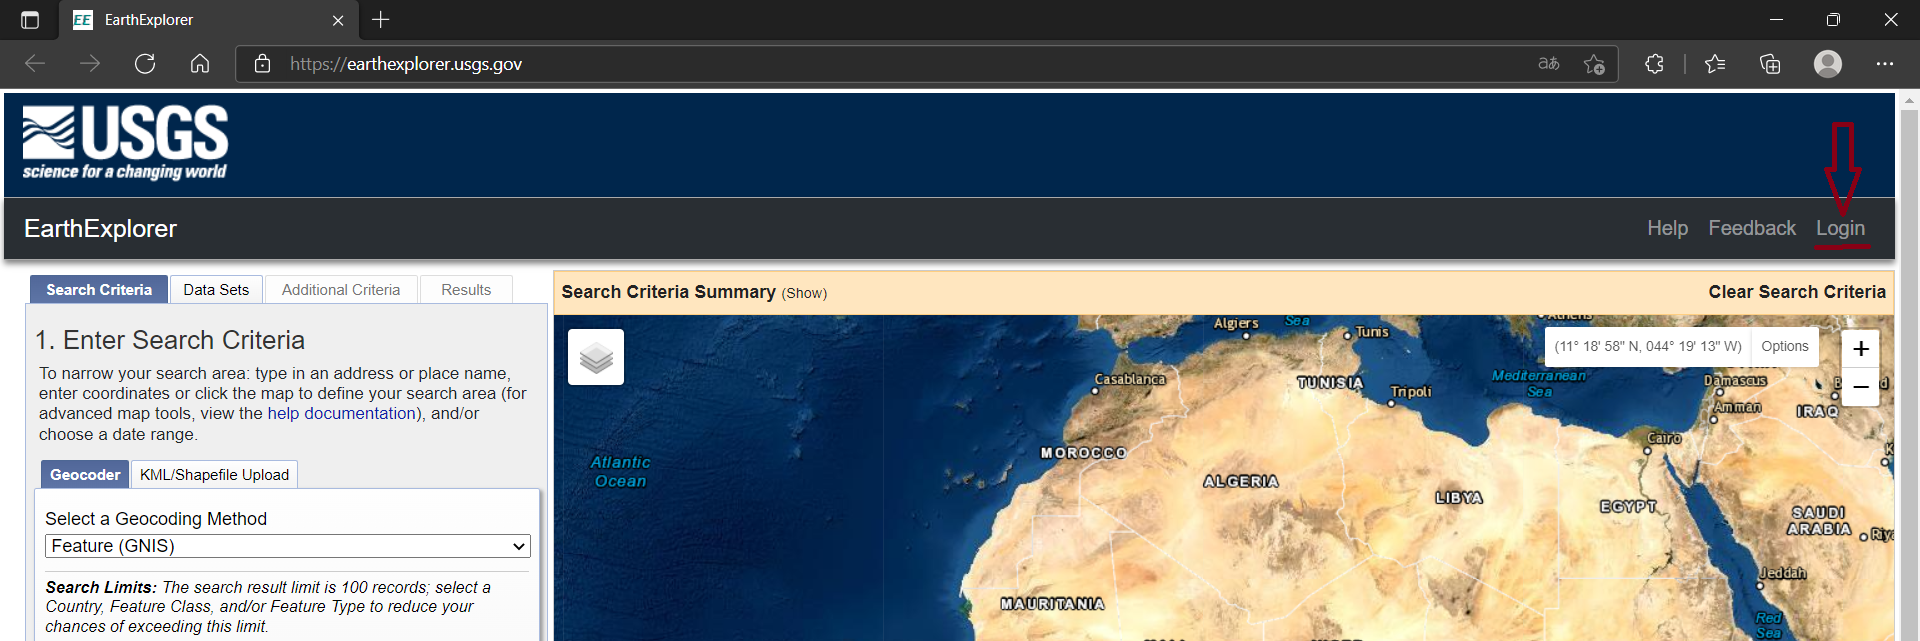 EE EarthExplorer
https://earthexplorer.usgs.gov
aあ
USGS
science for a changing world
EarthExplorer
Help Feedback Login
Search Criteria Data Sets Additional Criteria Results
1. Enter Search Criteria
To narrow your search area: type in an address or place name,
enter coordinates or click the map to define your search area (for
advanced map tools, view the help documentation), and/or
choose a date range.
Geocoder KML/Shapefile Upload
Select a Geocoding Method
Feature (GNIS)
Search Limits: The search result limit is 100 records; select a
Country, Feature Class, and/or Feature Type to reduce your
chances of exceeding this limit.
Search Criteria Summary (Show)
Clear Search Criteria
(11° 18' 58" N, 044° 19' 13" W) Options
+
−
Algiers
Sea
Tunis
Casablanca
TUNISIA
Tripoli
Mediterranean
Sea
Damascus
Amman
IRAQ
Cairo
MOROCCO
Atlantic
Ocean
ALGERIA
LIBYA
EGYPT
SAUDI
ARABIA
Jeddah
MAURITANIA
Red
Sea